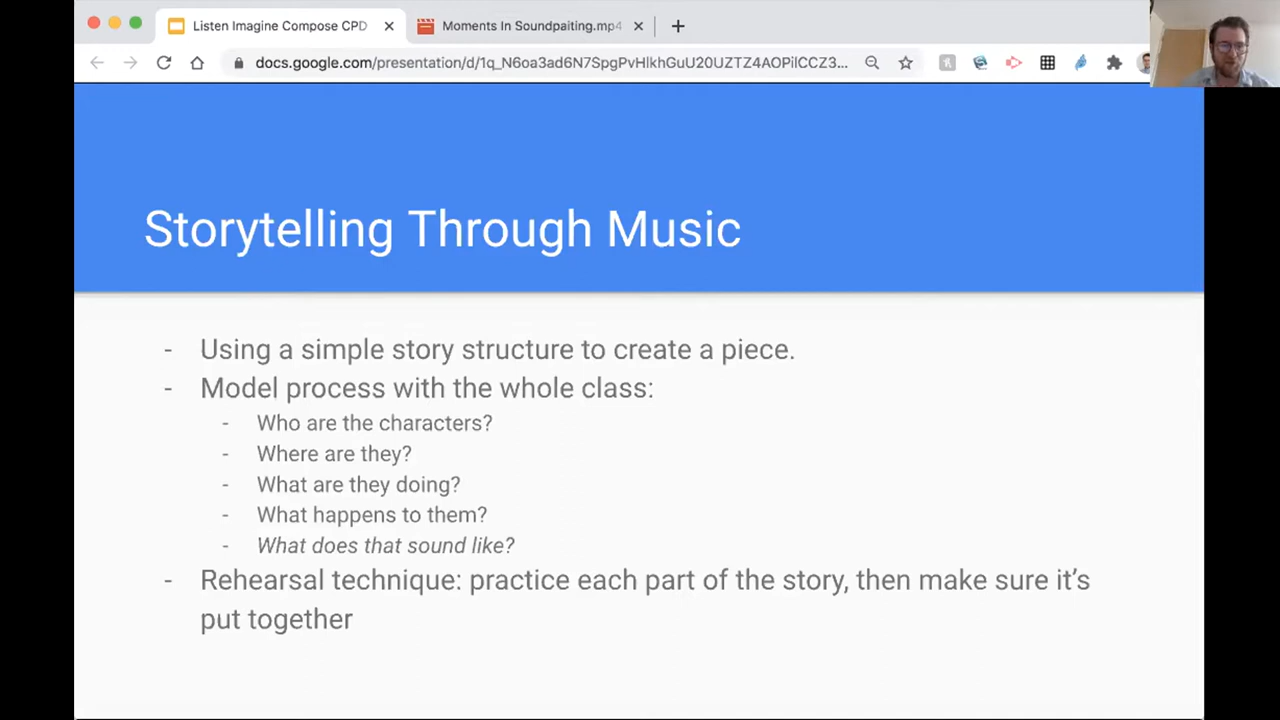 Listen Imagine Compose CPD
Moments In Soundpaiting.mp4
docs.google.com/presentation/d/1q_N6oa3ad6N7SpgPvHlkhGuU20UZTZ4AOPilCCZ3...
Storytelling Through Music
- Using a simple story structure to create a piece.
- Model process with the whole class:
- Who are the characters?
- Where are they?
- What are they doing?
- What happens to them?
- What does that sound like?
- Rehearsal technique: practice each part of the story, then make sure it's
put together